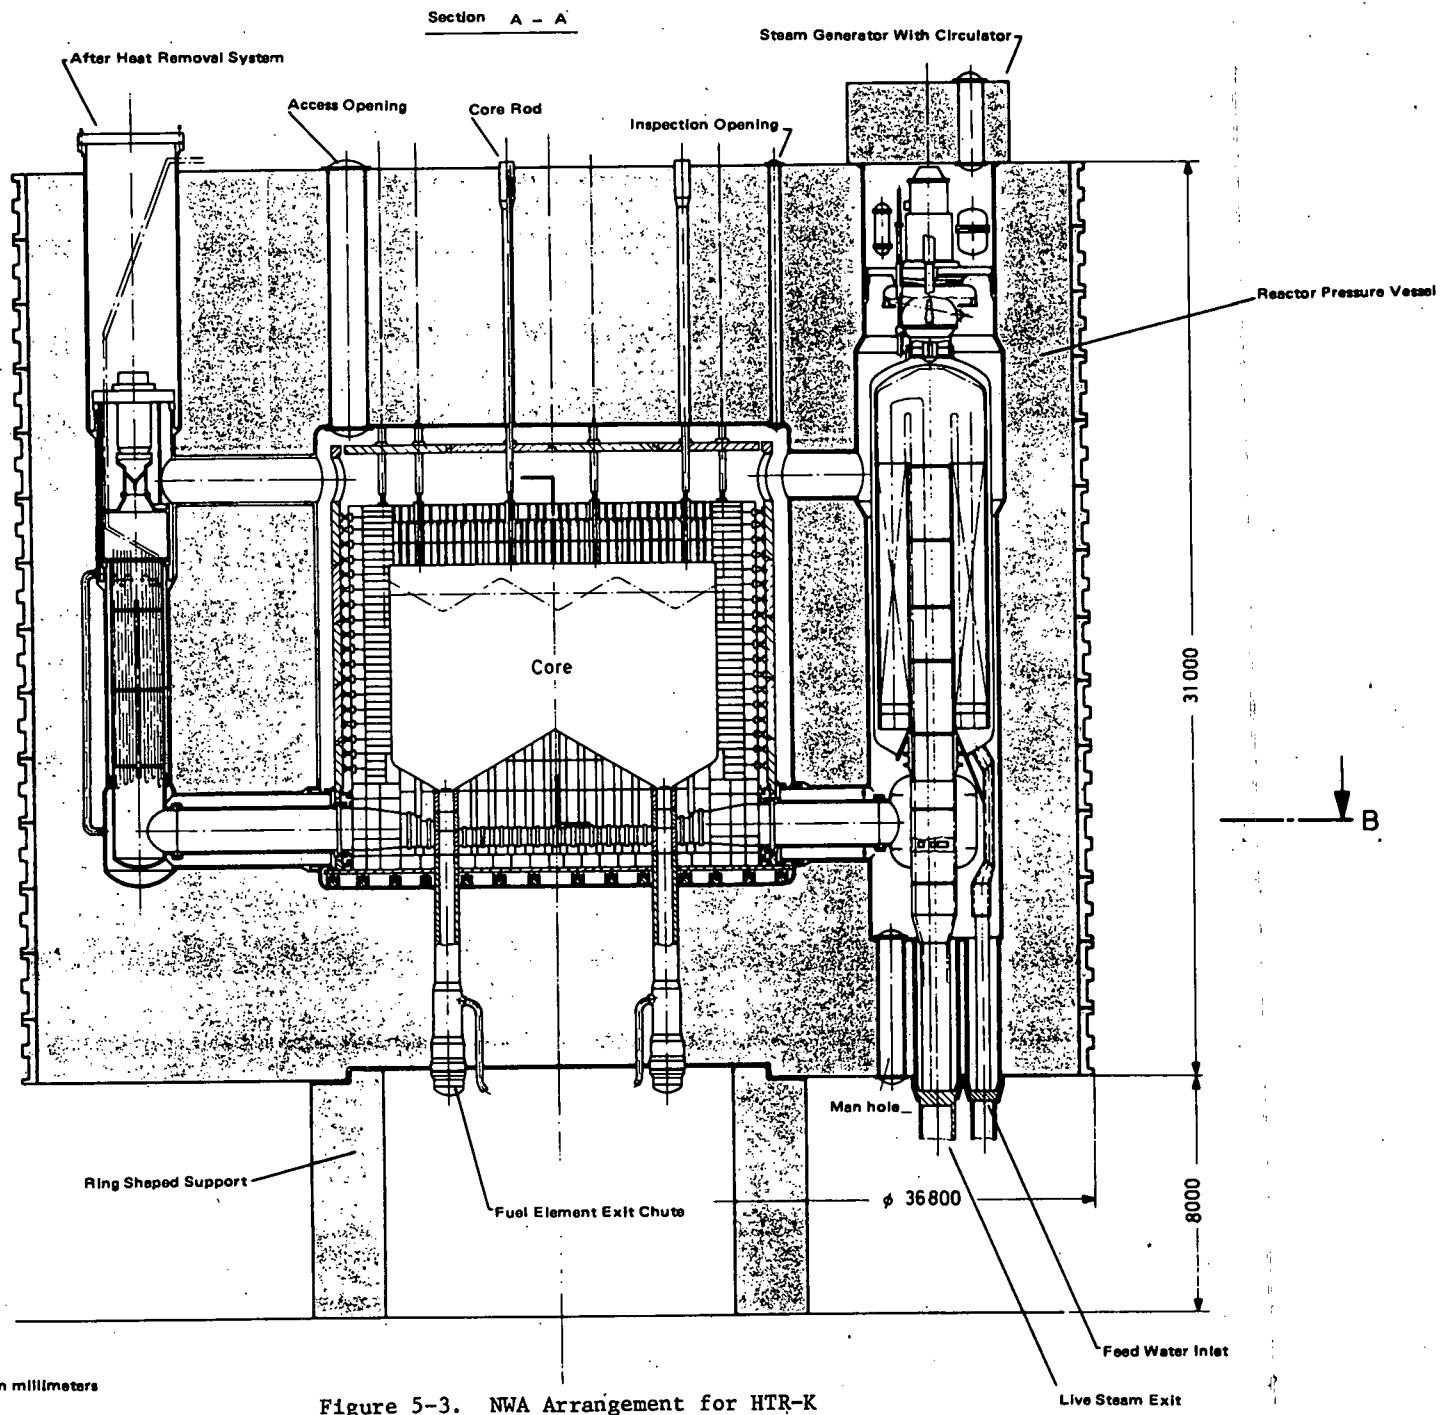 Section A – A
Steam Generator With Circulator
After Heat Removal System
Access Opening
Core Rod
Inspection Opening
Reactor Pressure Vessel
Core
31000
B
Man hole
Ring Shaped Support
Fuel Element Exit Chute
ϕ 36800
8000
Feed Water Inlet
Live Steam Exit
millimeters
Figure 5-3. NWA Arrangement for HTR-K